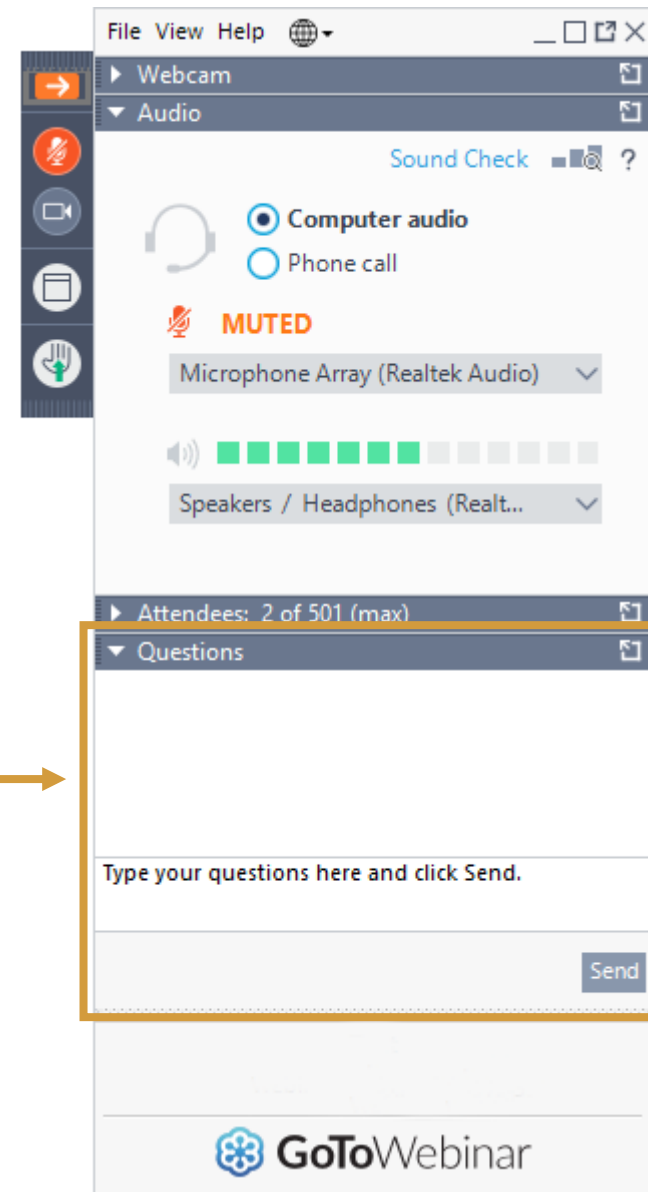 File View Help
Webcam
Audio
Sound Check ?
Computer audio
Phone call
MUTED
Microphone Array (Realtek Audio)
Speakers / Headphones (Realt...
Attendees: 2 of 501 (max)
Questions
Type your questions here and click Send.
Send
GoToWebinar